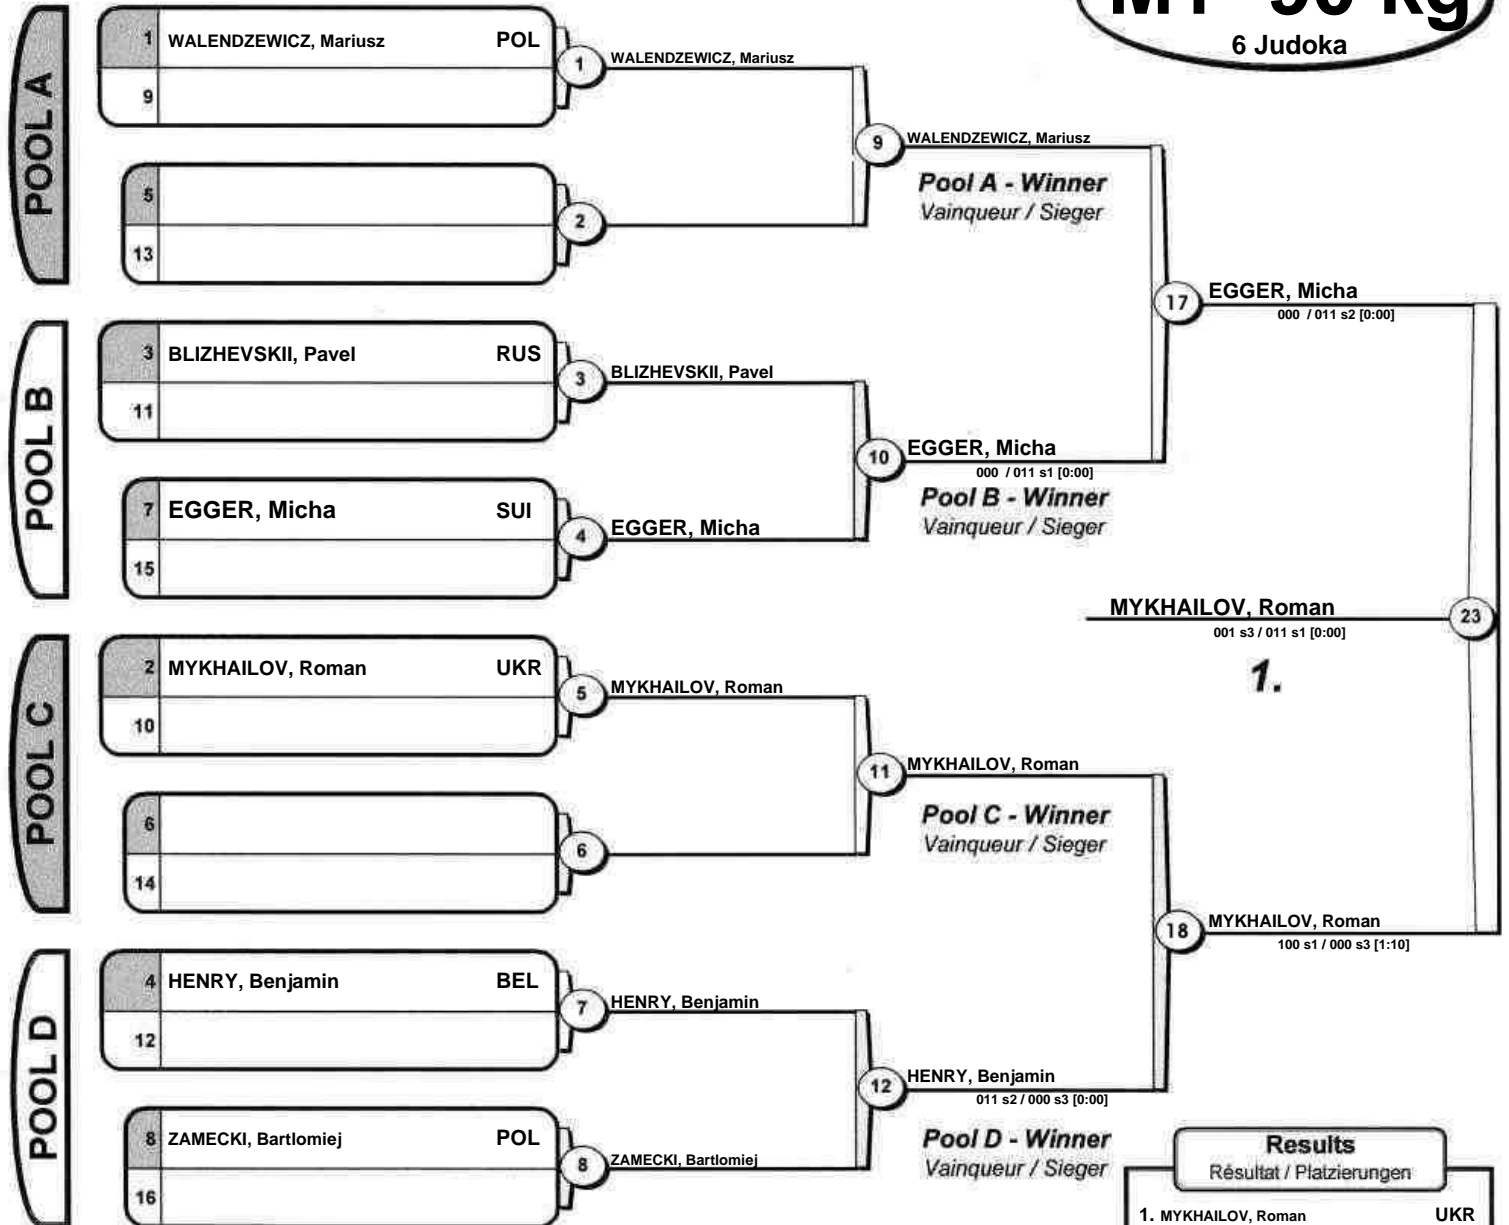 M1 -90 kg
6 Judoka
POOL A
1 WALENDZEWICZ, Mariusz POL
9
5
13
1 WALENDZEWICZ, Mariusz
2
9 WALENDZEWICZ, Mariusz
Pool A - Winner
Vainqueur / Sieger
POOL B
3 BLIZHEVSKII, Pavel RUS
11
7 EGGER, Micha SUI
15
3 BLIZHEVSKII, Pavel
4 EGGER, Micha
10 EGGER, Micha
000 / 011 s1 [0:00]
Pool B - Winner
Vainqueur / Sieger
17 EGGER, Micha
000 / 011 s2 [0:00]
POOL C
2 MYKHAILOV, Roman UKR
10
6
14
5 MYKHAILOV, Roman
6
11 MYKHAILOV, Roman
Pool C - Winner
Vainqueur / Sieger
POOL D
4 HENRY, Benjamin BEL
12
8 ZAMECKI, Bartlomiej POL
16
7 HENRY, Benjamin
8 ZAMECKI, Bartlomiej
12 HENRY, Benjamin
011 s2 / 000 s3 [0:00]
Pool D - Winner
Vainqueur / Sieger
18 MYKHAILOV, Roman
100 s1 / 000 s3 [1:10]
MYKHAILOV, Roman 23
001 s3 / 011 s1 [0:00]
1.
Results
Résultat / Platzierungen
1. MYKHAILOV, Roman UKR